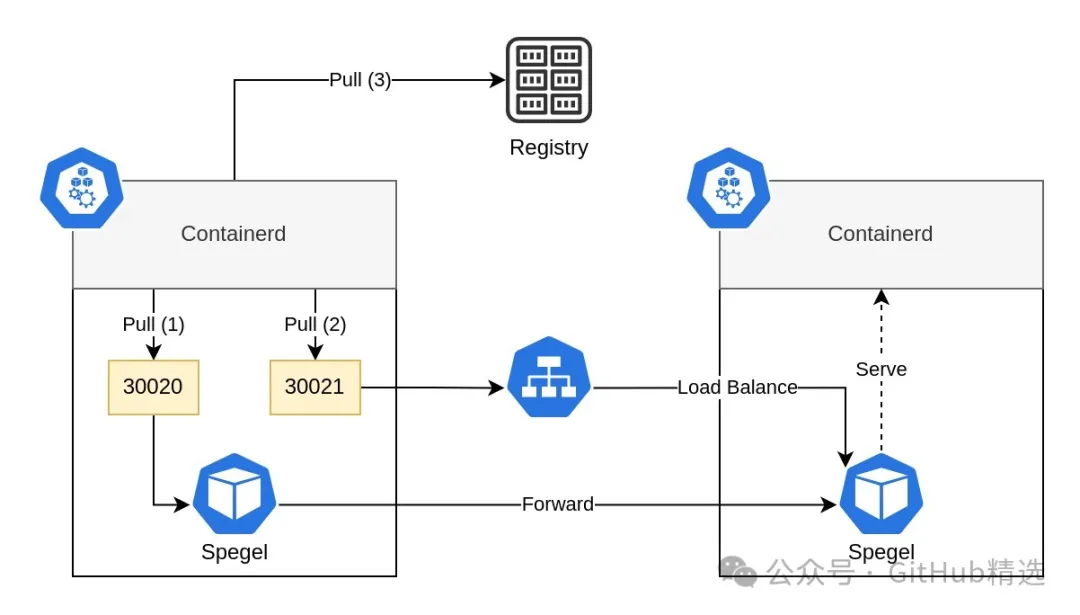 Pull (3)
Registry
Containerd
Containerd
Pull (1)
Pull (2)
30020
30021
Load Balance
Serve
Forward
Spegel
Spegel
公众号 · GitHub精选